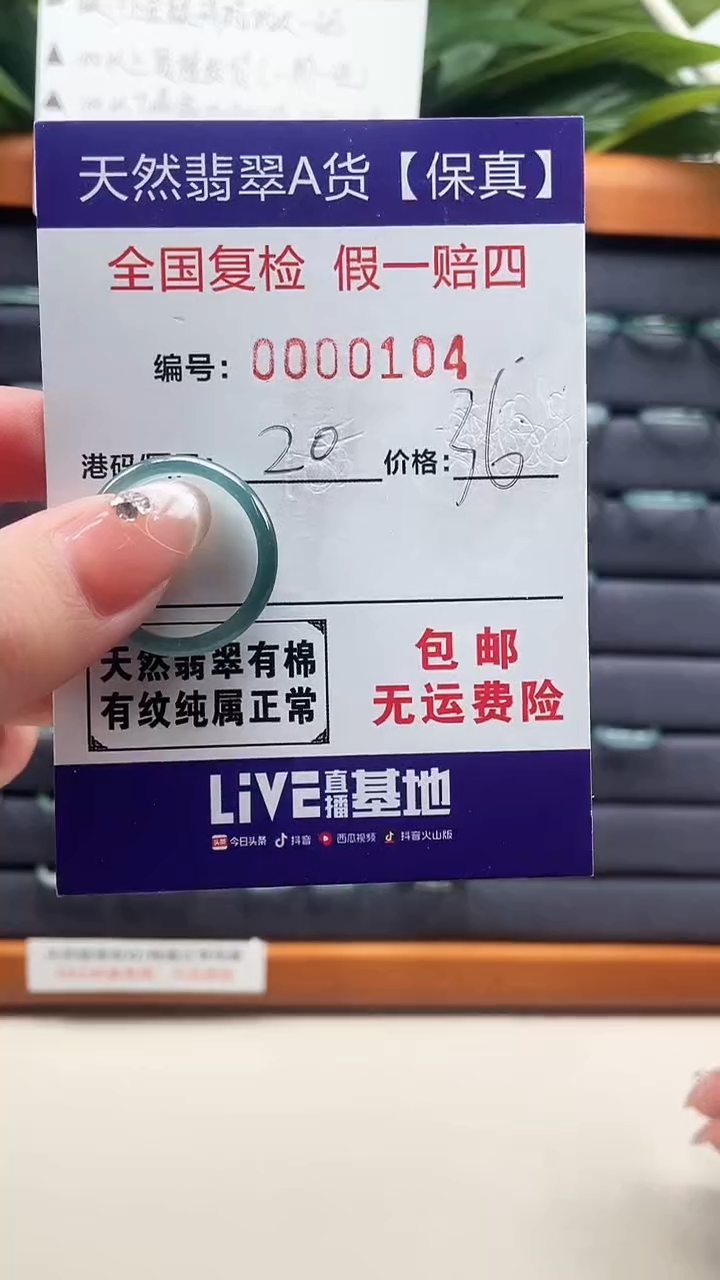 天然翡翠A货【保真】
全国复检 假一赔四
编号：0000104
港码 20 价格：36
天然翡翠有棉
有纹纯属正常
包邮
无运费险
LiVE直播基地
头条 今日头条 抖音 西瓜视频 抖音火山版